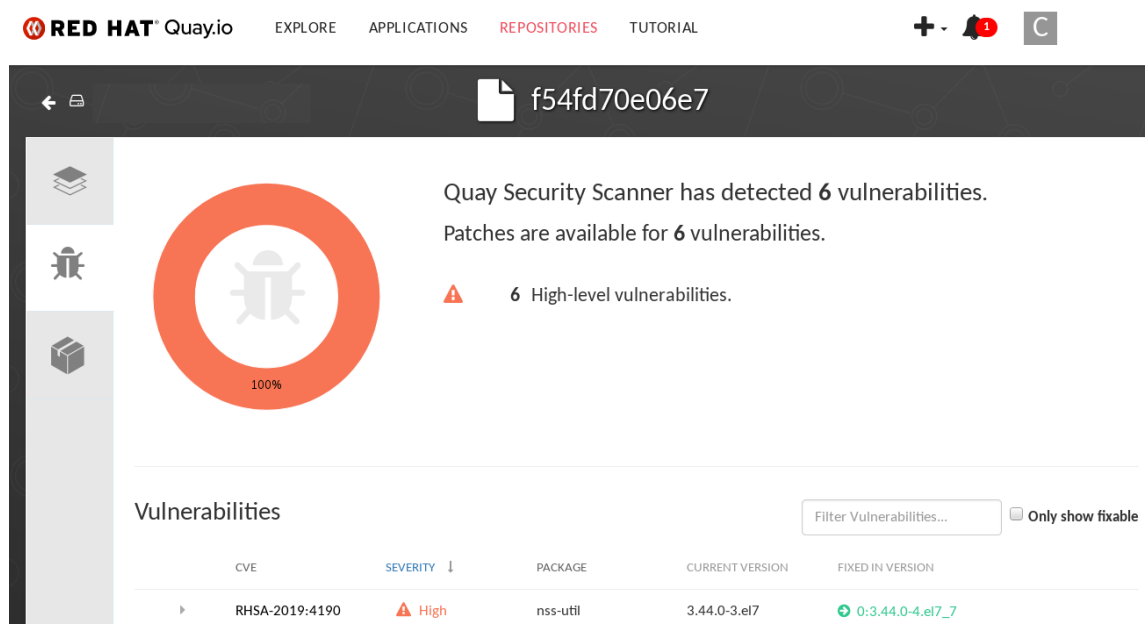 RED HAT® Quay.io EXPLORE APPLICATIONS REPOSITORIES TUTORIAL 1 C
f54fd70e06e7
Quay Security Scanner has detected 6 vulnerabilities.
Patches are available for 6 vulnerabilities.
6 High-level vulnerabilities.
100%
Vulnerabilities Filter Vulnerabilities... Only show fixable
CVE SEVERITY PACKAGE CURRENT VERSION FIXED IN VERSION
RHSA-2019:4190 High nss-util 3.44.0-3.el7 0:3.44.0-4.el7_7